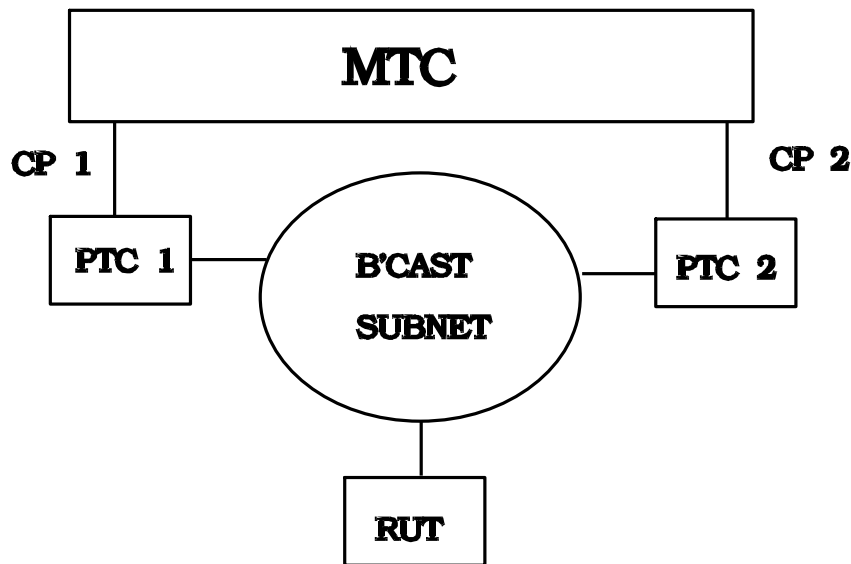 MTC
CP 1
CP 2
PTC 1
B'CAST
SUBNET
PTC 2
RUT